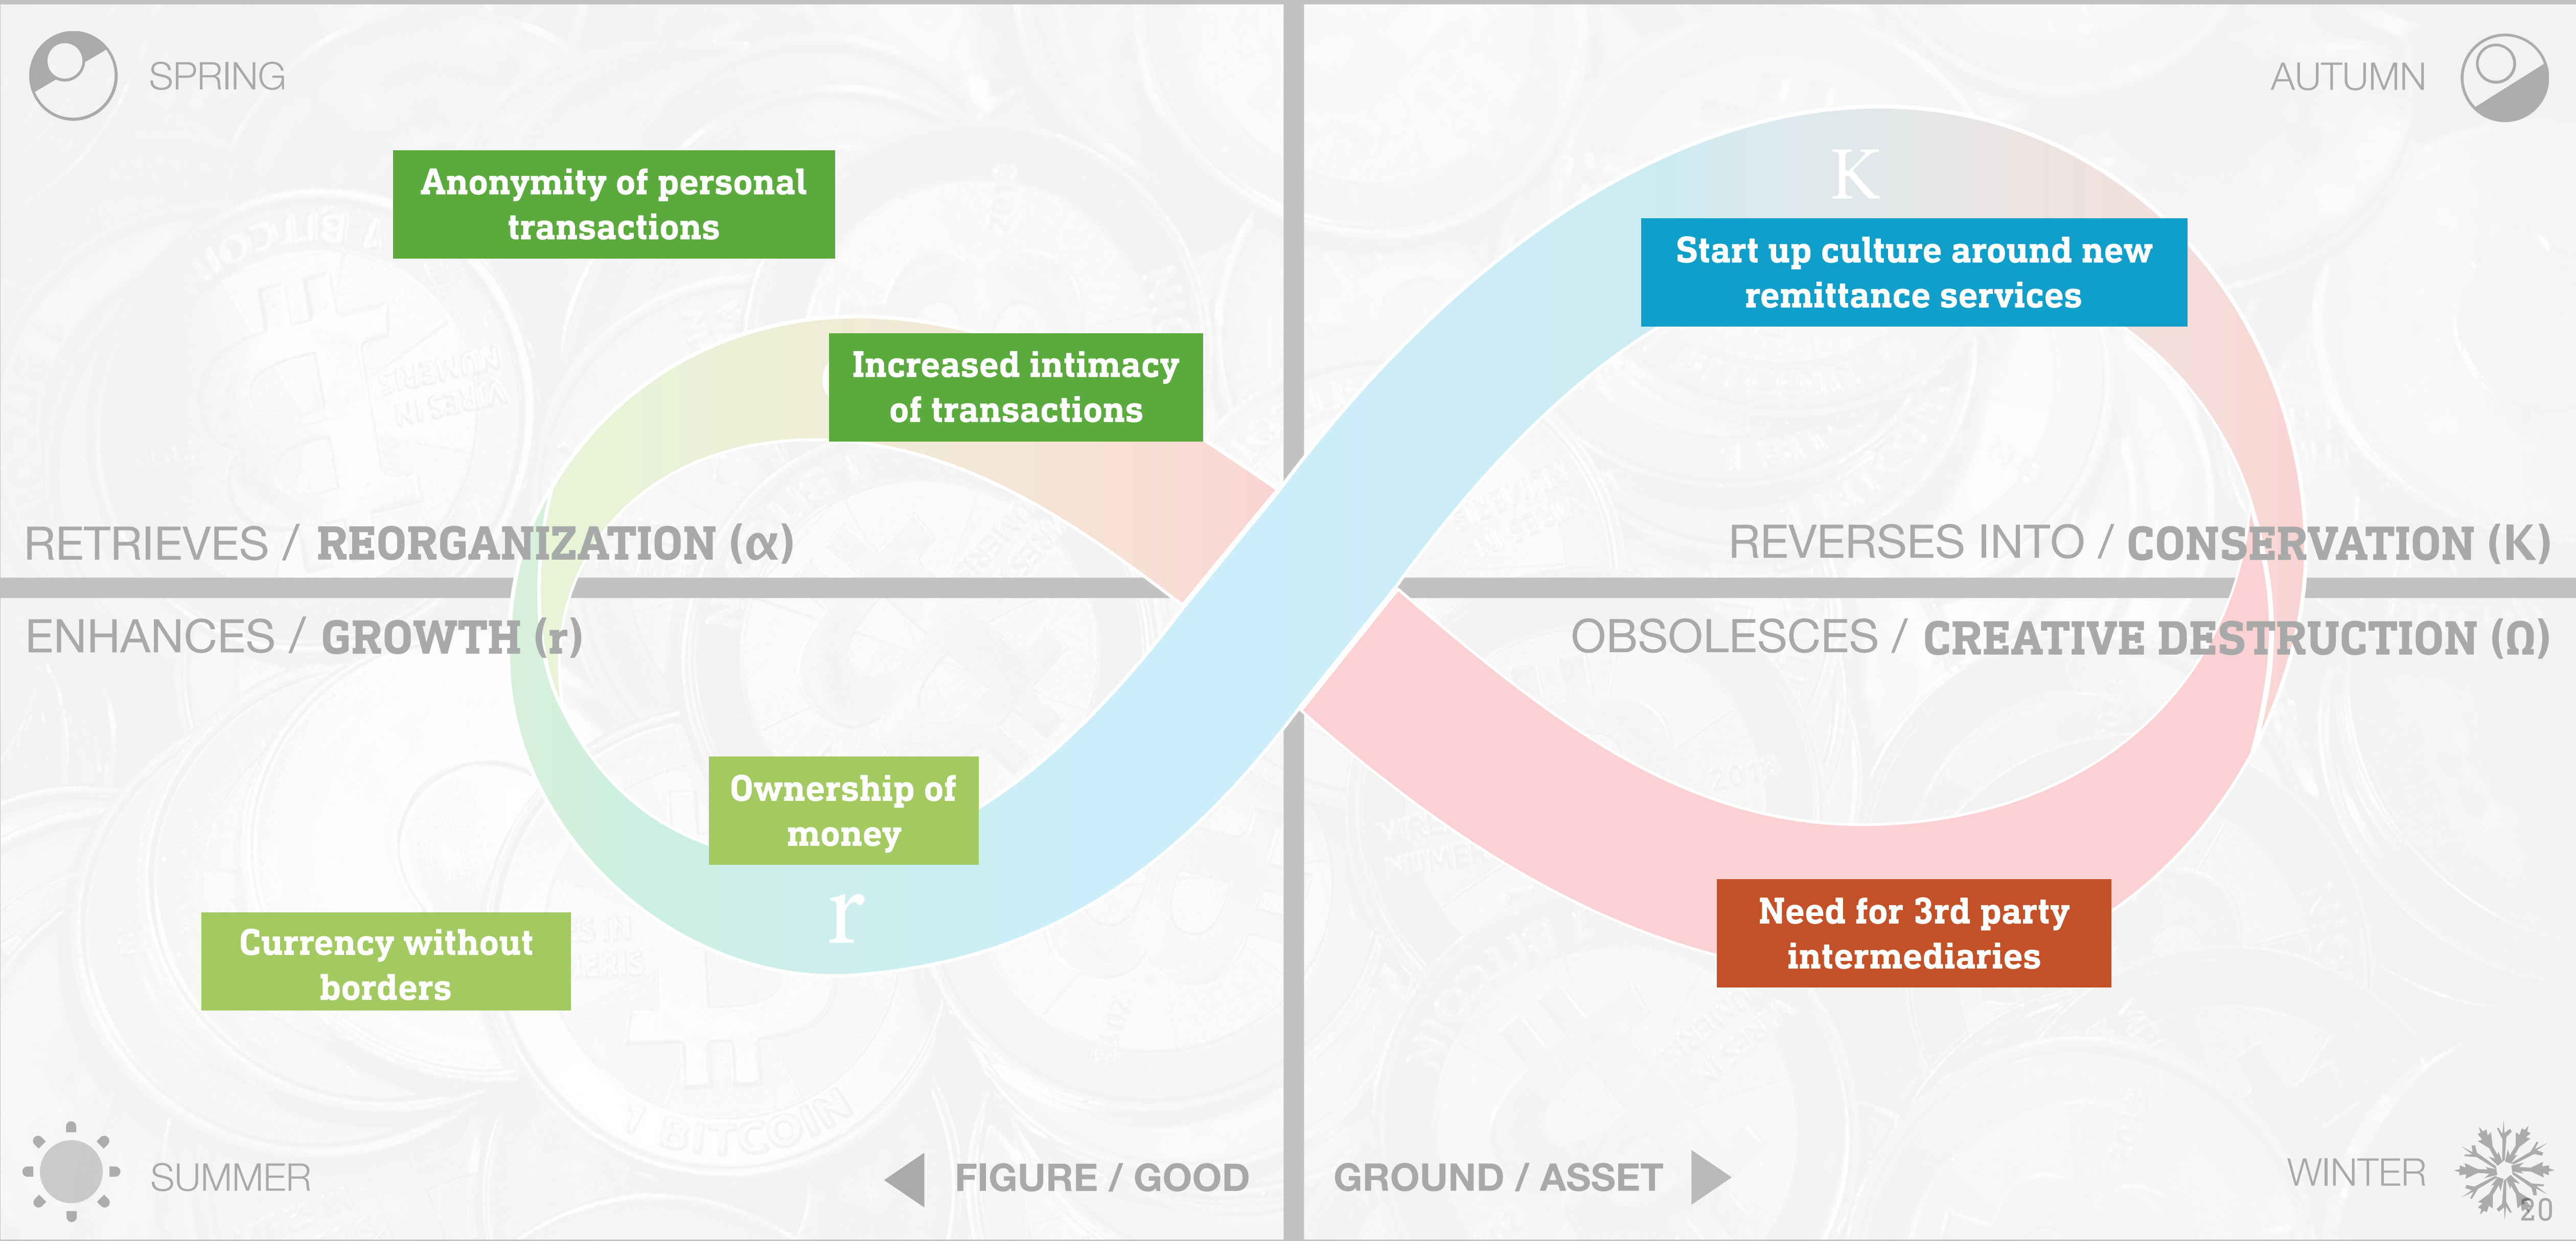 SPRING
AUTUMN
K
Anonymity of personal
transactions
Start up culture around new
remittance services
Increased intimacy
of transactions
RETRIEVES / REORGANIZATION (α)
REVERSES INTO / CONSERVATION (K)
ENHANCES / GROWTH (r)
OBSOLESCES / CREATIVE DESTRUCTION (Ω)
Ownership of
money
r
Currency without
borders
Need for 3rd party
intermediaries
1 BITCOIN
SUMMER
FIGURE / GOOD
GROUND / ASSET
WINTER
20